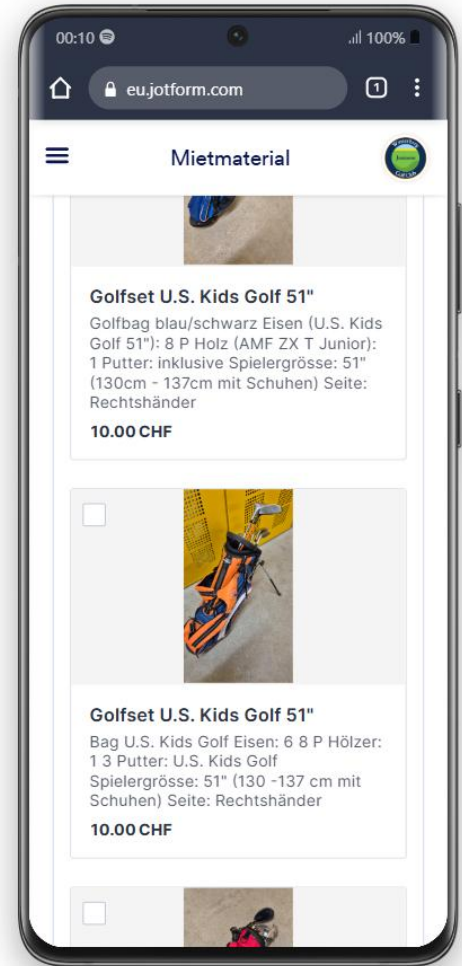 00:10
100%
eu.jotform.com
1
Mietmaterial
Golfset U.S. Kids Golf 51"
Golfbag blau/schwarz Eisen (U.S. Kids
Golf 51"): 8 P Holz (AMF ZX T Junior):
1 Putter: inklusive Spielergrösse: 51"
(130cm - 137cm mit Schuhen) Seite:
Rechtshänder
10.00 CHF
Golfset U.S. Kids Golf 51"
Bag U.S. Kids Golf Eisen: 6 8 P Hölzer:
1 3 Putter: U.S. Kids Golf
Spielergrösse: 51" (130 -137 cm mit
Schuhen) Seite: Rechtshänder
10.00 CHF